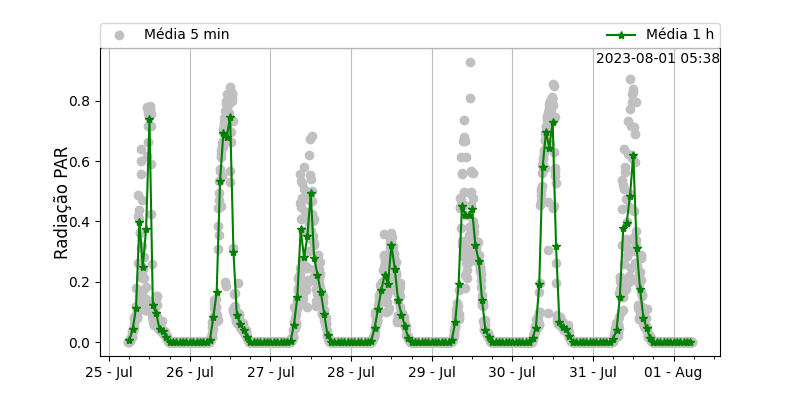 Média 5 min
Média 1 h
2023-08-01 05:38
Radiação PAR
0.8
0.6
0.4
0.2
0.0
25 - Jul
26 - Jul
27 - Jul
28 - Jul
29 - Jul
30 - Jul
31 - Jul
01 - Aug